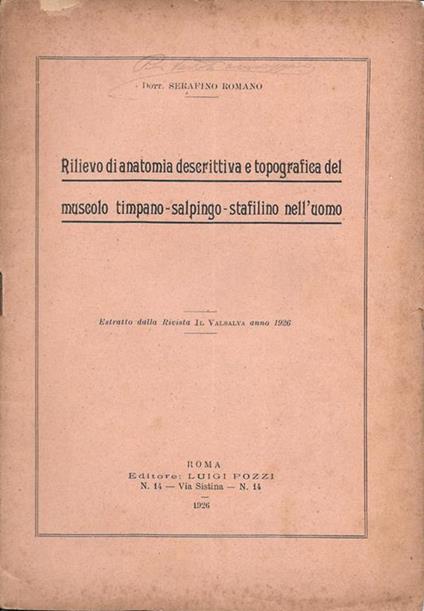 Dott. SERAFINO ROMANO
Rilievo di anatomia descrittiva e topografica del
muscolo timpano-salpingo-stafilino nell'uomo
Estratto dalla Rivista IL VALSALVA anno 1926
ROMA
Editore: LUIGI POZZI
N. 14 — Via Sistina — N. 14
1926